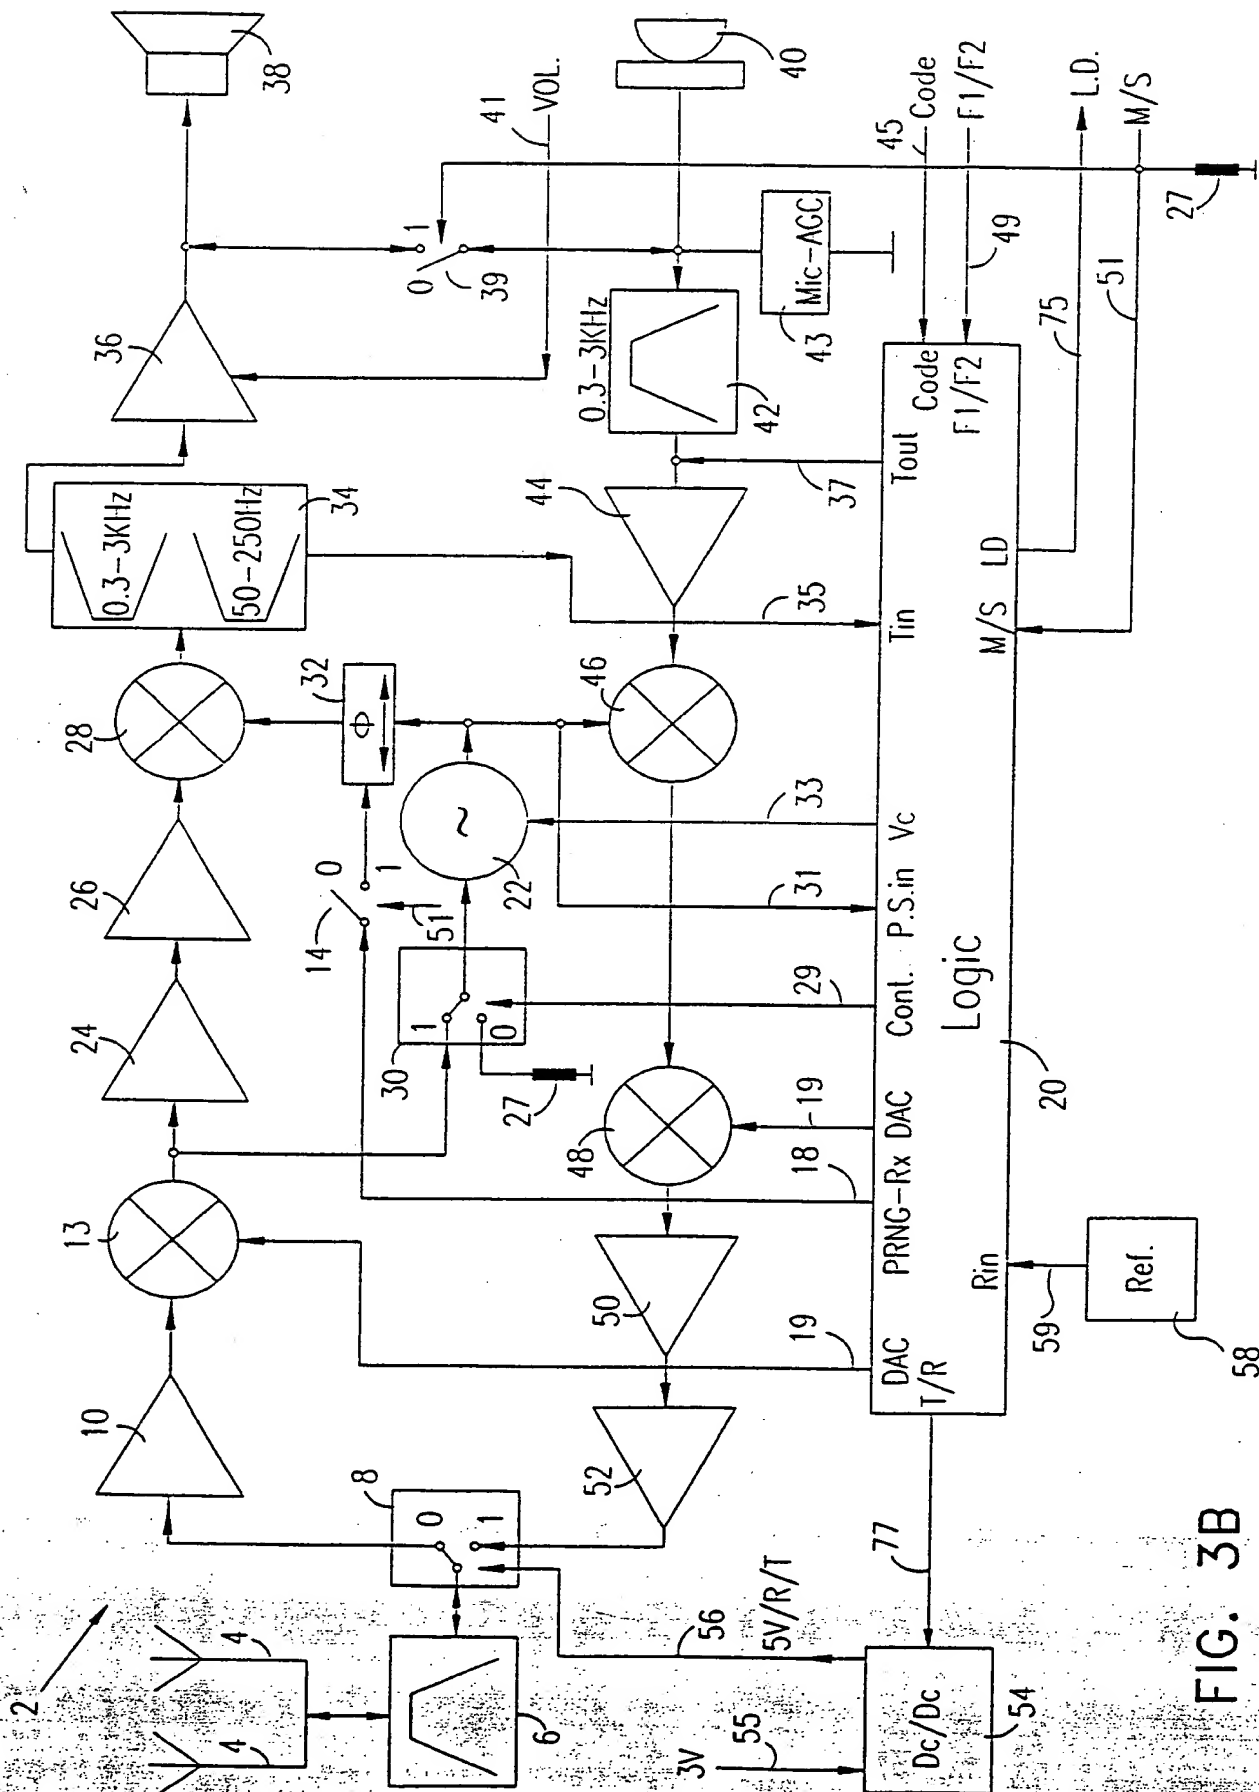 2
4
4
6
8
0
1
10
13
24
26
28
0.3-3KHz
50-250Hz
34
36
38
14
0
1
51
32
Φ
30
1
0
27
22
~
0
1
39
41
VOL.
40
0.3-3KHz
42
Mic-AGC
43
44
46
48
50
52
19
18
19
29
31
33
35
37
45
Code
F1/F2
49
75
L.D.
M/S
51
27
DAC
T/R
PRNG-Rx
DAC
Cont.
P.S.in
Vc
Tin
Tout
Code
F1/F2
Rin
Logic
M/S
LD
20
59
Ref.
58
77
56
5V/R/T
3V
55
Dc/Dc
54
FIG. 3B